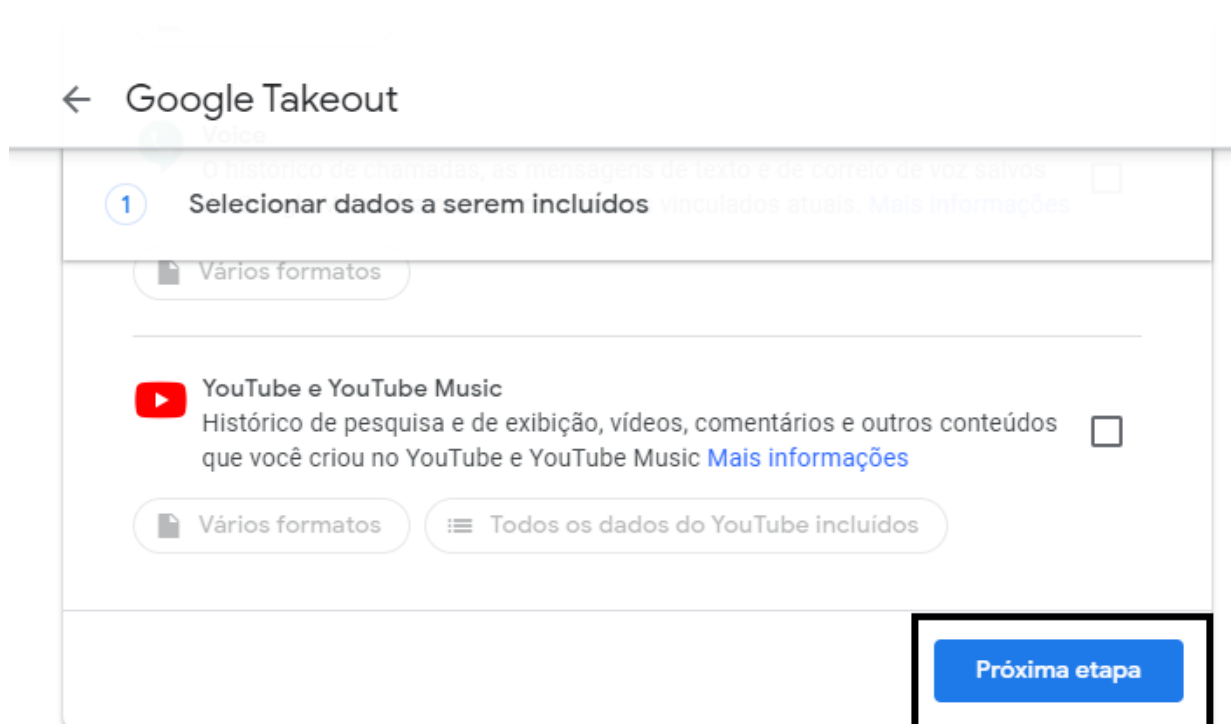 Google Takeout
Voice
O histórico de chamadas, as mensagens de texto e de correio de voz salvos
1 Selecionar dados a serem incluídos vinculados atuais. Mais informações
Vários formatos
YouTube e YouTube Music
Histórico de pesquisa e de exibição, vídeos, comentários e outros conteúdos
que você criou no YouTube e YouTube Music Mais informações
Vários formatos
Todos os dados do YouTube incluídos
Próxima etapa